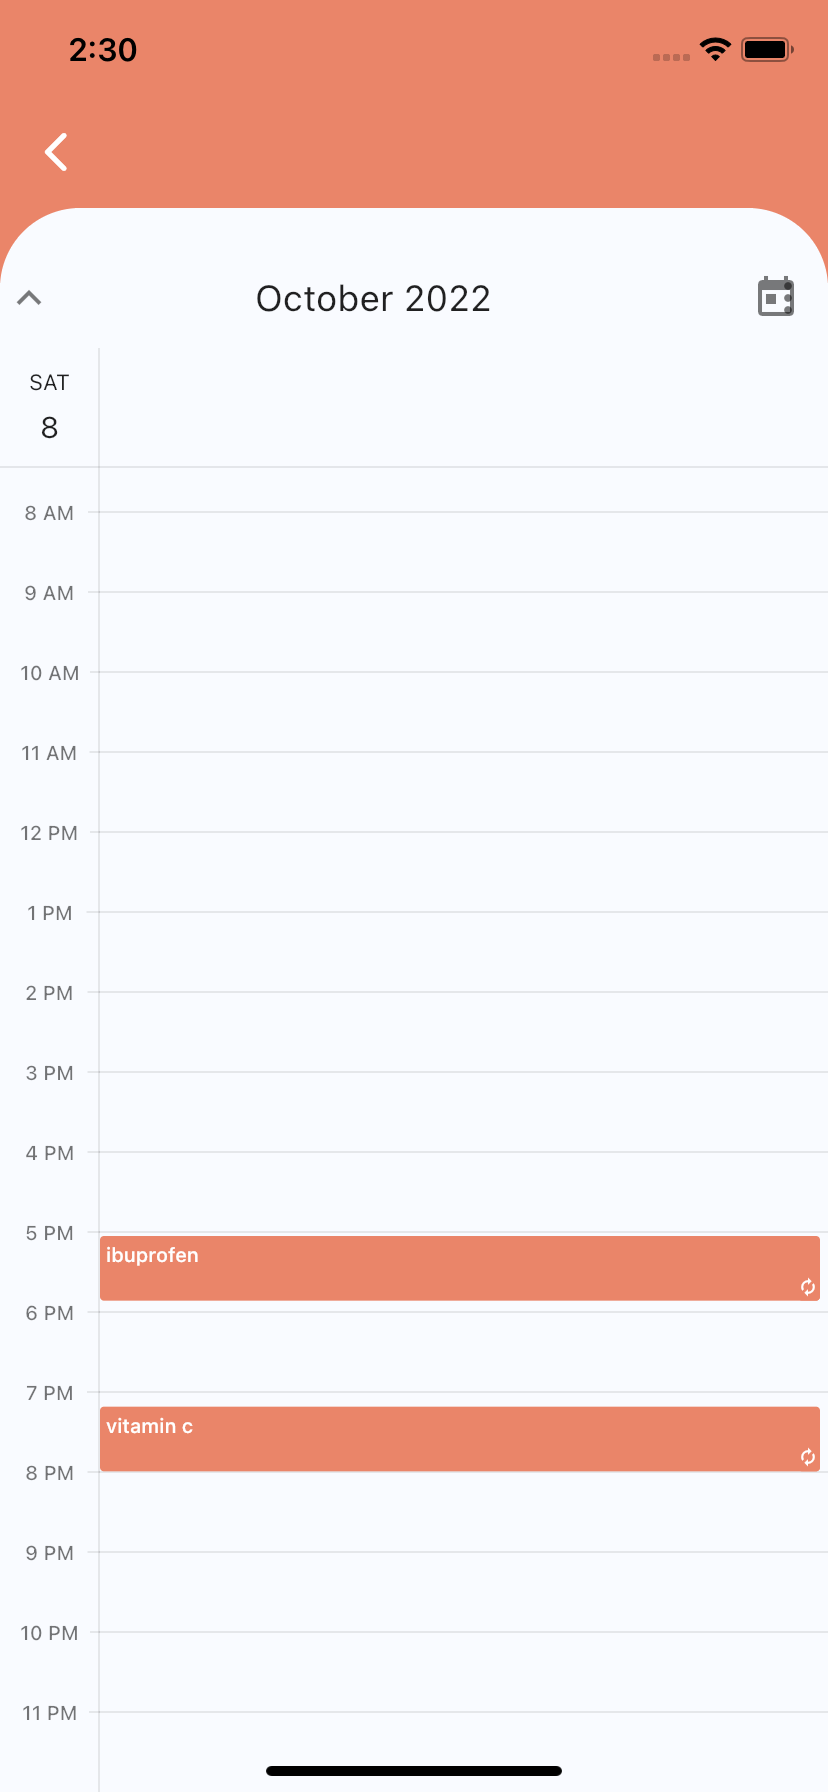 2:30
October 2022
SAT
8
8 AM
9 AM
10 AM
11 AM
12 PM
1 PM
2 PM
3 PM
4 PM
5 PM
ibuprofen
6 PM
7 PM
vitamin c
8 PM
9 PM
10 PM
11 PM